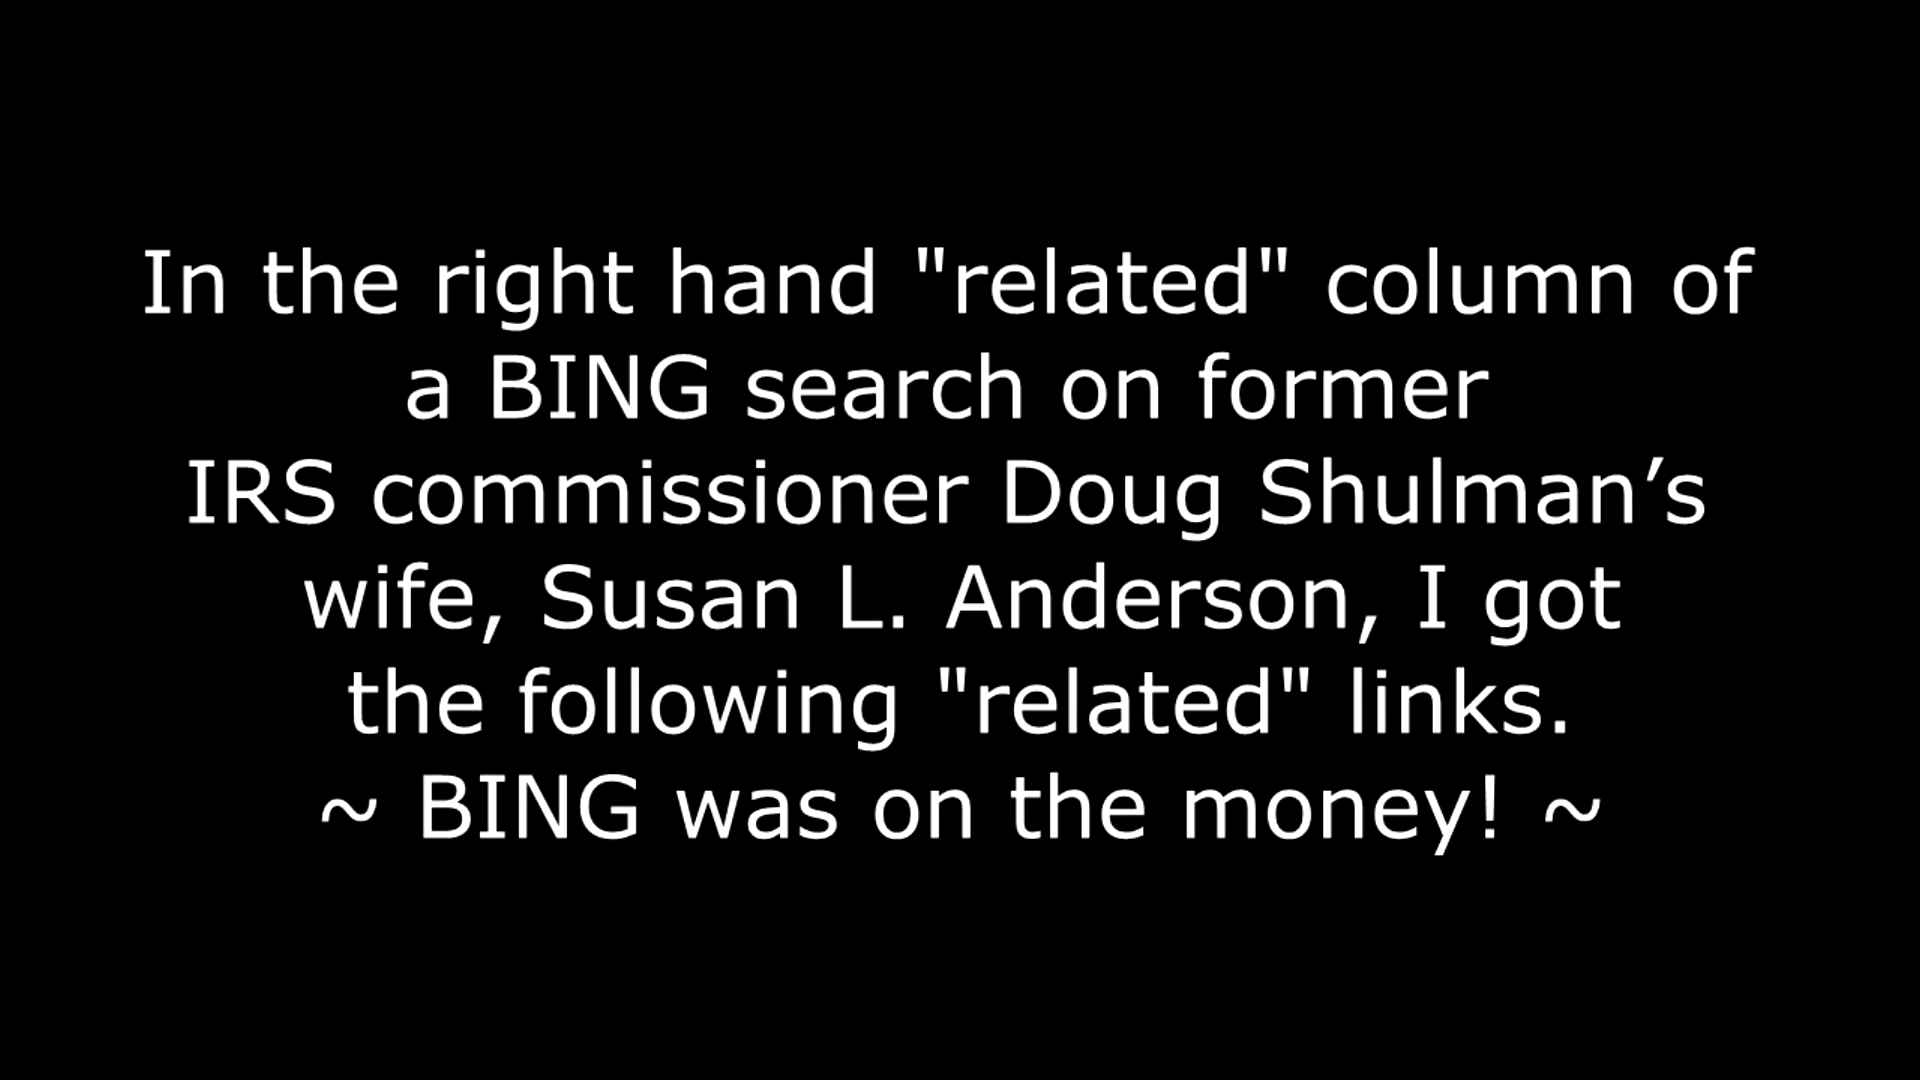 In the right hand "related" column of
a BING search on former
IRS commissioner Doug Shulman’s
wife, Susan L. Anderson, I got
the following "related" links.
~ BING was on the money! ~